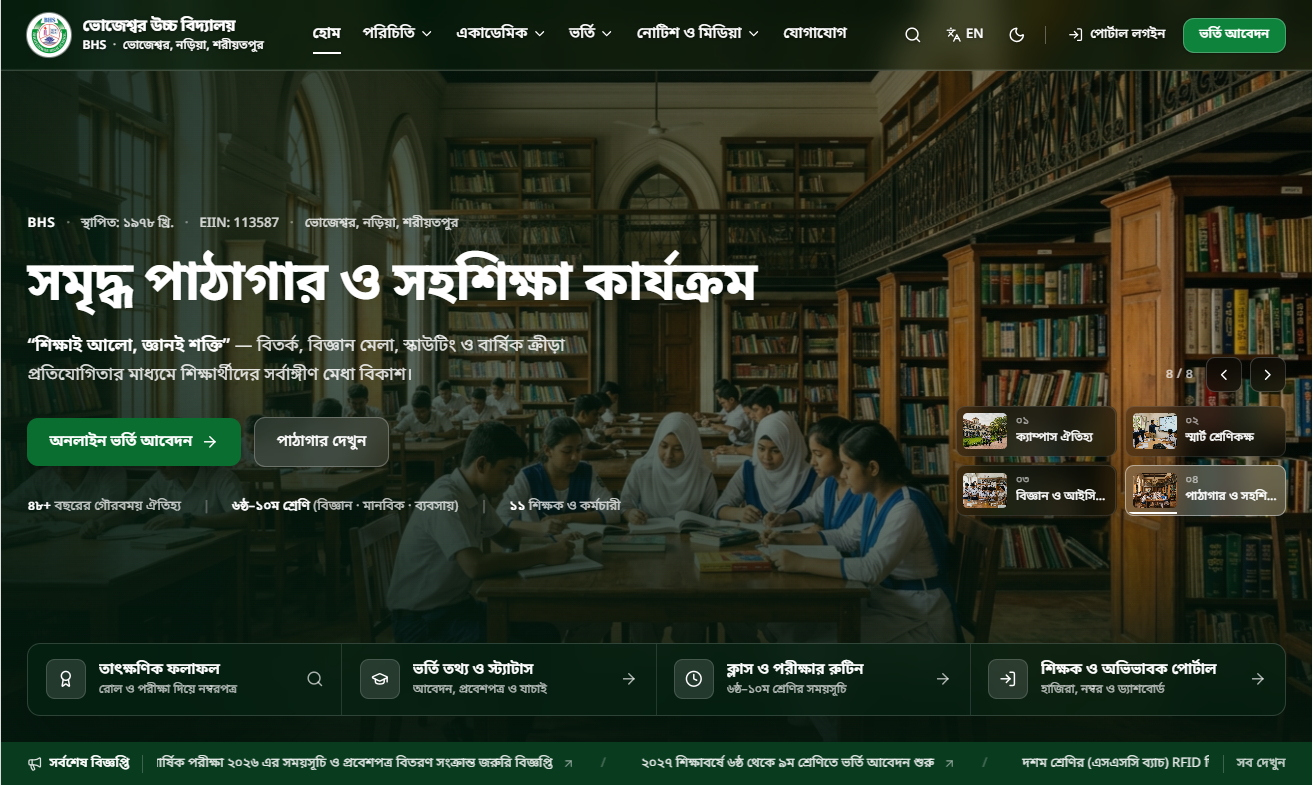 ভোজেশ্বর উচ্চ বিদ্যালয়
BHS · ভোজেশ্বর, নড়িয়া, শরীয়তপুর
হোম
পরিচিতি
একাডেমিক
ভর্তি
নোটিশ ও মিডিয়া
যোগাযোগ
EN
পোর্টাল লগইন
ভর্তি আবেদন
BHS · স্থাপিত: ১৯৭৮ খ্রি. · EIIN: 113587 · ভোজেশ্বর, নড়িয়া, শরীয়তপুর
সমৃদ্ধ পাঠাগার ও সহশিক্ষা কার্যক্রম
“শিক্ষাই আলো, জ্ঞানই শক্তি” — বিতর্ক, বিজ্ঞান মেলা, স্কাউটিং ও বার্ষিক ক্রীড়া
প্রতিযোগিতার মাধ্যমে শিক্ষার্থীদের সর্বাঙ্গীণ মেধা বিকাশ।
অনলাইন ভর্তি আবেদন
পাঠাগার দেখুন
৪৮+ বছরের গৌরবময় ঐতিহ্য
৬ষ্ঠ–১০ম শ্রেণি (বিজ্ঞান · মানবিক · ব্যবসায়)
১১ শিক্ষক ও কর্মচারী
8 / 8
০১
ক্যাম্পাস ঐতিহ্য
০২
স্মার্ট শ্রেণিকক্ষ
০৩
বিজ্ঞান ও আইসি...
০৪
পাঠাগার ও সহশি...
তাৎক্ষণিক ফলাফল
রোল ও পরীক্ষা দিয়ে নম্বরপত্র
ভর্তি তথ্য ও স্ট্যাটাস
আবেদন, প্রবেশপত্র ও যাচাই
ক্লাস ও পরীক্ষার রুটিন
৬ষ্ঠ–১০ম শ্রেণির সময়সূচি
শিক্ষক ও অভিভাবক পোর্টাল
হাজিরা, নম্বর ও ড্যাশবোর্ড
সর্বশেষ বিজ্ঞপ্তি
পরীক্ষা ২০২৬ এর সময়সূচি ও প্রবেশপত্র বিতরণ সংক্রান্ত জরুরি বিজ্ঞপ্তি
/
২০২৭ শিক্ষাবর্ষে ৬ষ্ঠ থেকে ৯ম শ্রেণিতে ভর্তি আবেদন শুরু
/
দশম শ্রেণির (এসএসসি ব্যাচ) RFID
সব দেখুন